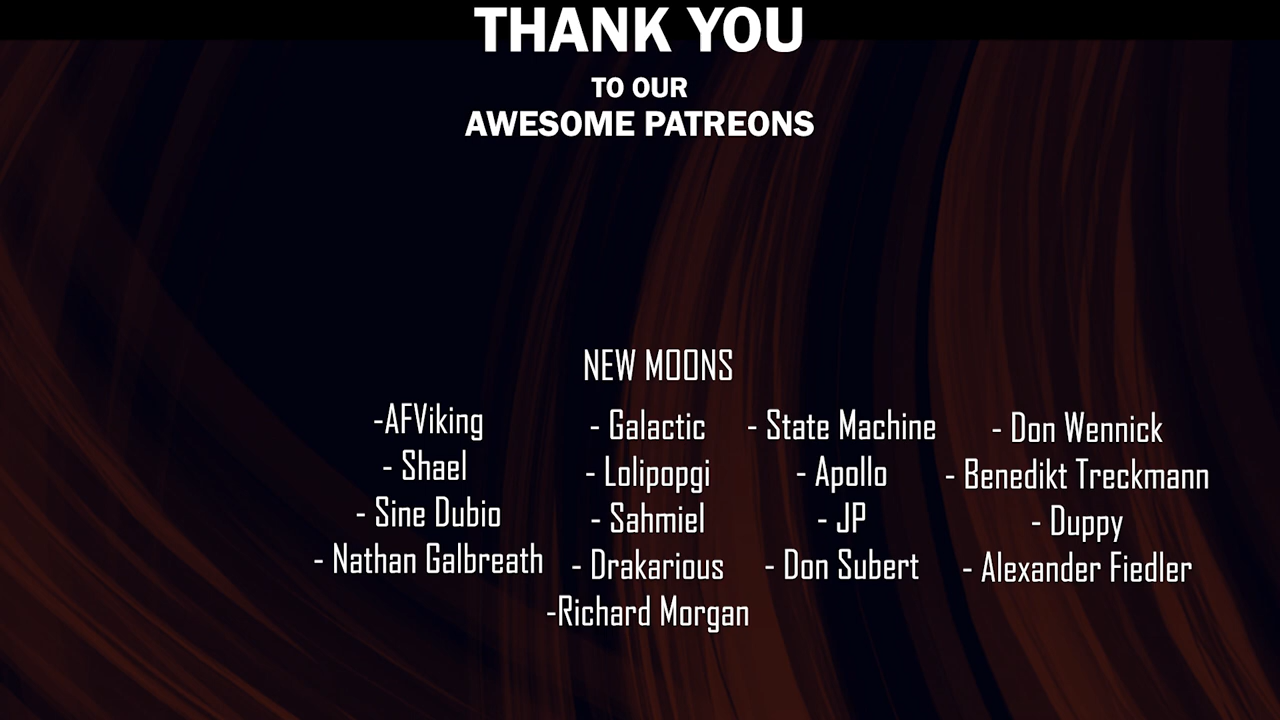 THANK YOU
TO OUR
AWESOME PATREONS
NEW MOONS
-AFViking
- Shael
- Sine Dubio
- Nathan Galbreath
- Galactic
- Lolipopgi
- Sahmiel
- Drakarious
-Richard Morgan
- State Machine
- Apollo
- JP
- Don Subert
- Don Wennick
- Benedikt Treckmann
- Duppy
- Alexander Fiedler